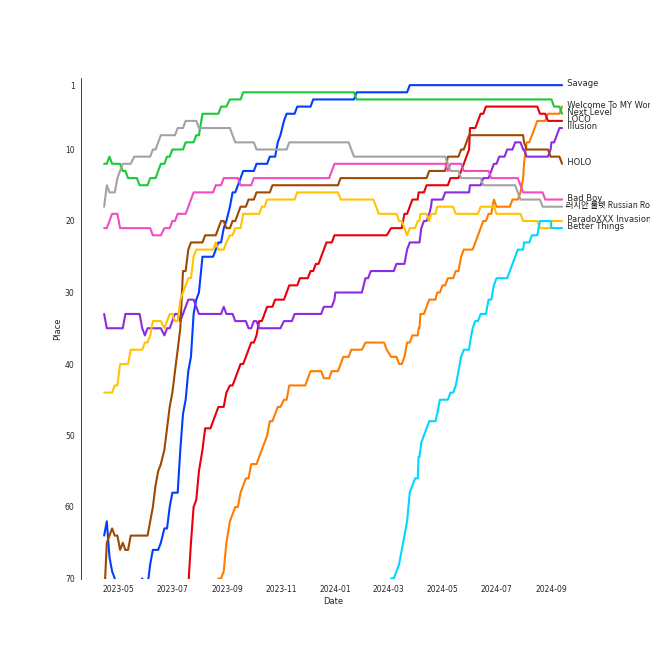 1
10
20
30
40
50
60
70
Place
2023-05
2023-07
2023-09
2023-11
2024-01
2024-03
2024-05
2024-07
2024-09
Date
Savage
Welcome To MY Wor
Next Level
LOCO
Illusion
HOLO
Bad Boy
러시안 룰렛 Russian Ro
ParadoXXX Invasion
Better Things